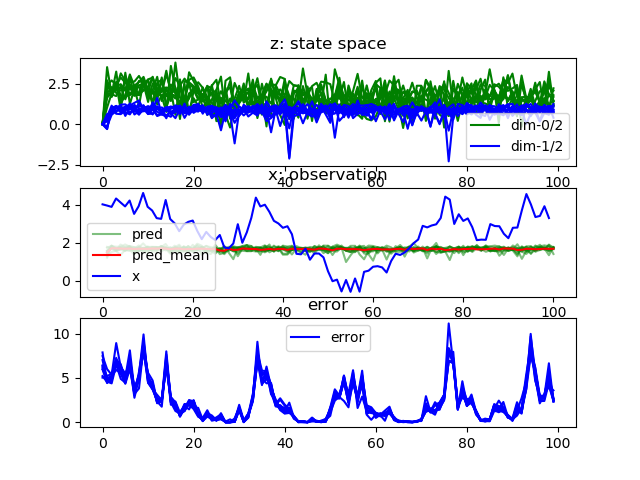 z: state space
2.5
0.0
−2.5
dim-0/2
dim-1/2
0 20 40 60 80 100
x: observation
4
2
0
pred
pred_mean
x
0 20 40 60 80 100
error
10
5
0
error
0 20 40 60 80 100